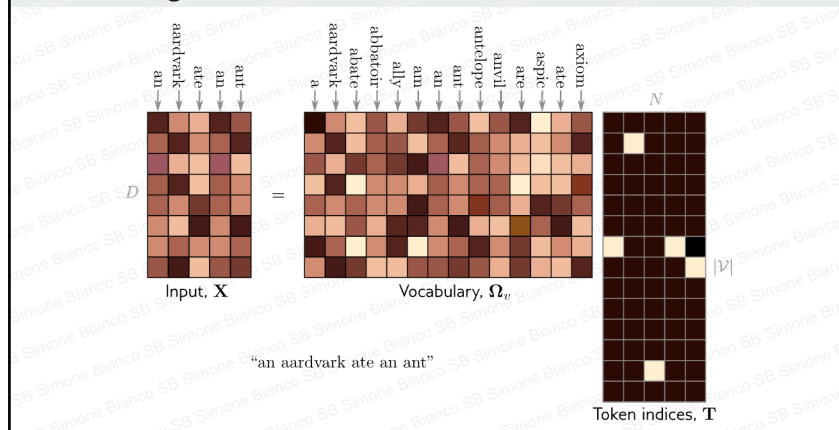 an aardvark ate an ant
a aardvark abate abbatoir ally am an ant antelope anvil are aspic ate axiom
N
D
=
|V|
Input, X
Vocabulary, Ωv
"an aardvark ate an ant"
Token indices, T
SB Simone Bianco